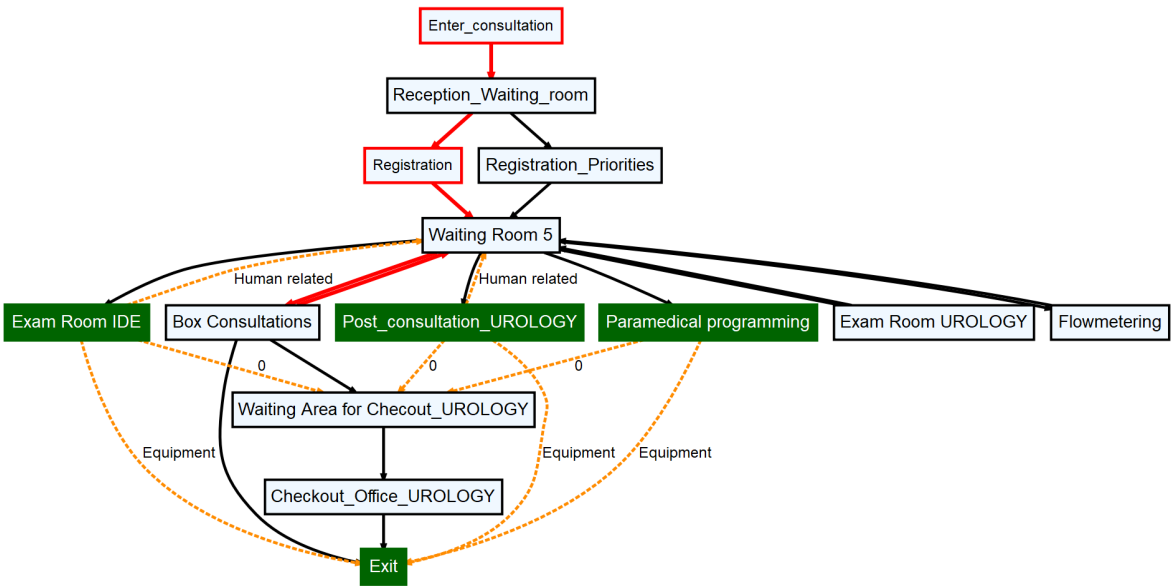 Enter_consultation
Reception_Waiting_room
Registration
Registration_Priorities
Waiting Room 5
Human related
Human related
Exam Room IDE
Box Consultations
Post_consultation_UROLOGY
Paramedical programming
Exam Room UROLOGY
Flowmetering
0
0
0
Waiting Area for Checout_UROLOGY
Equipment
Equipment
Equipment
Checkout_Office_UROLOGY
Exit